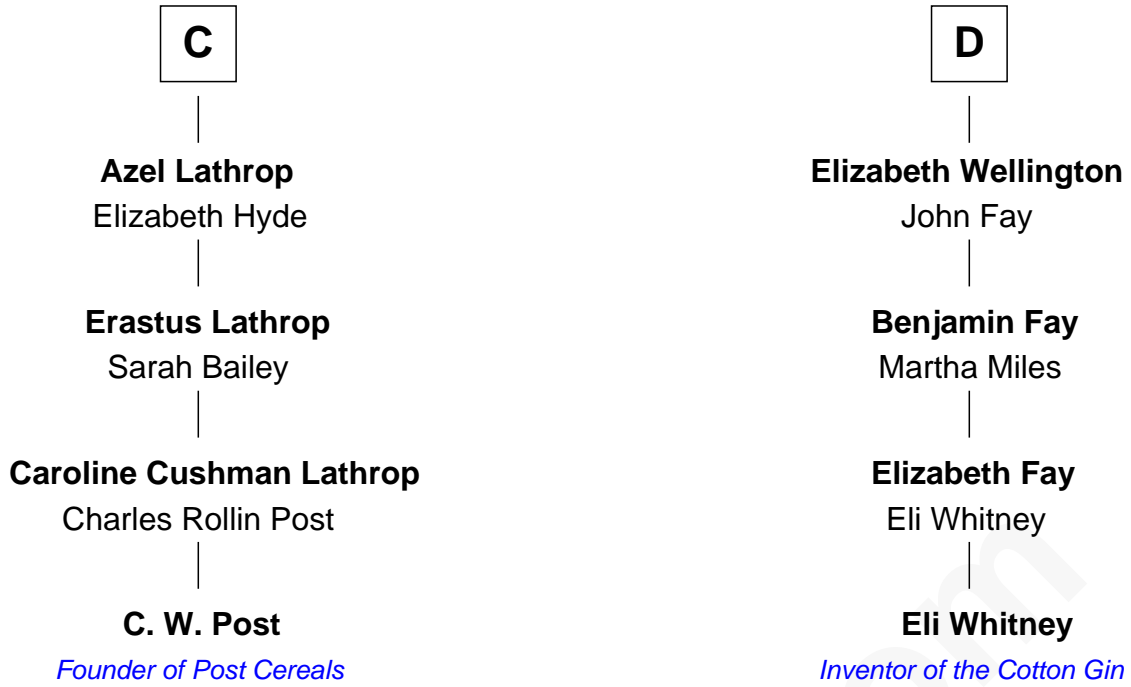 C
Azel Lathrop
Elizabeth Hyde
Erastus Lathrop
Sarah Bailey
Caroline Cushman Lathrop
Charles Rollin Post
C. W. Post
Founder of Post Cereals
D
Elizabeth Wellington
John Fay
Benjamin Fay
Martha Miles
Elizabeth Fay
Eli Whitney
Eli Whitney
Inventor of the Cotton Gin